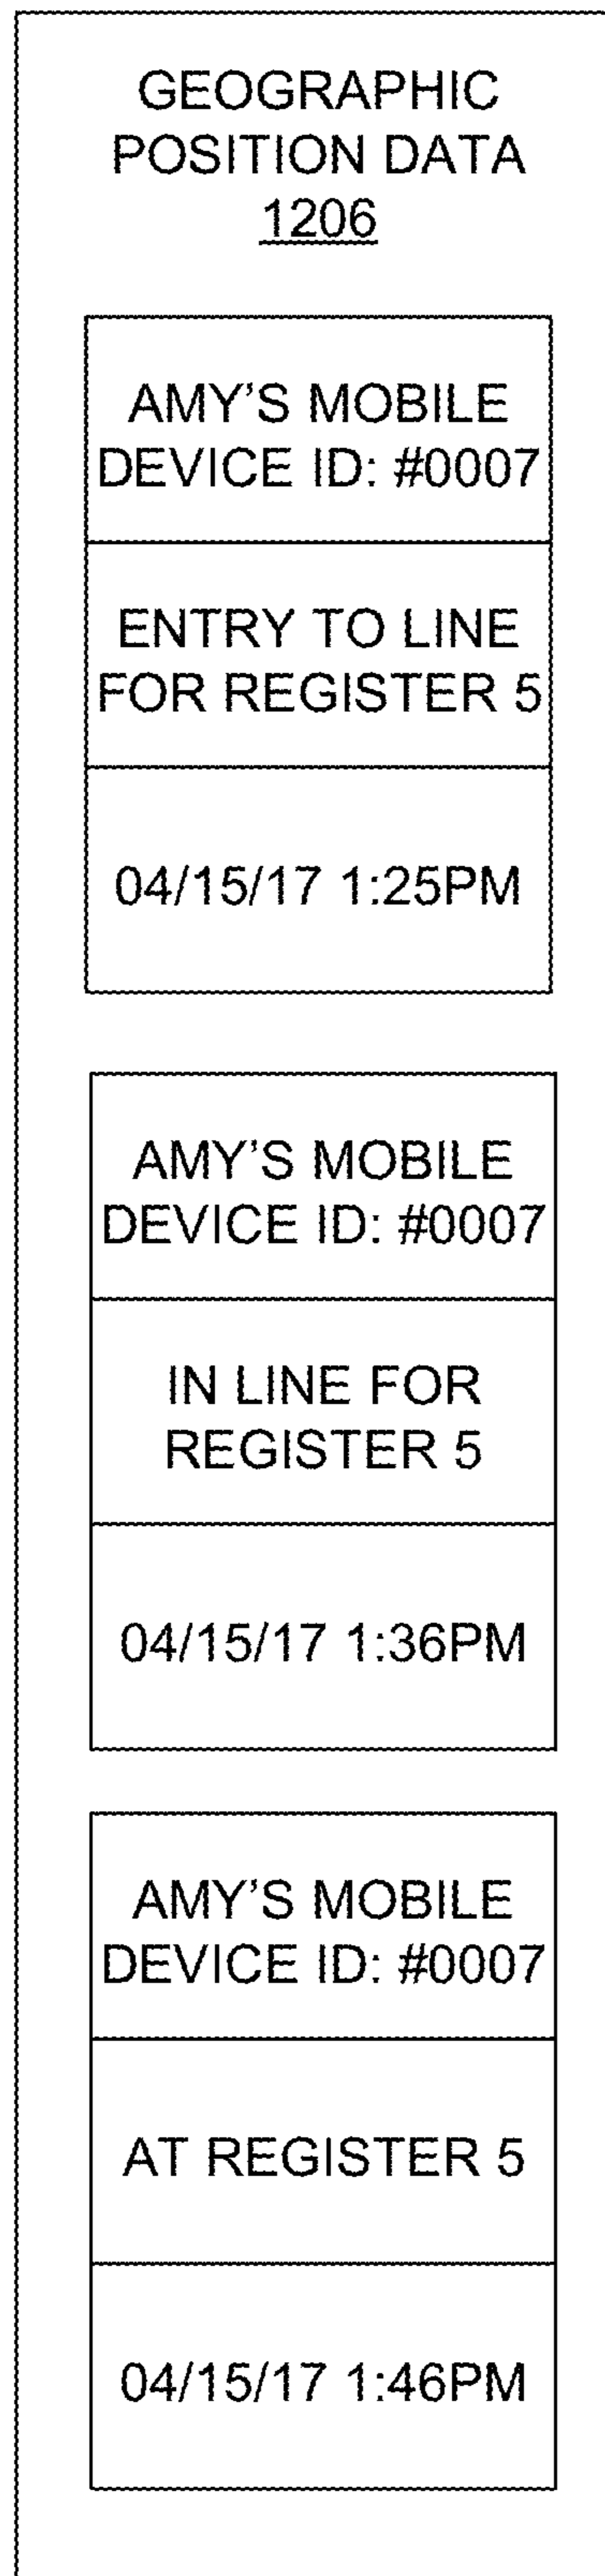 GEOGRAPHIC
POSITION DATA
1206
AMY'S MOBILE
DEVICE ID: #0007
ENTRY TO LINE
FOR REGISTER 5
04/15/17 1:25PM
AMY'S MOBILE
DEVICE ID: #0007
IN LINE FOR
REGISTER 5
04/15/17 1:36PM
AMY'S MOBILE
DEVICE ID: #0007
AT REGISTER 5
04/15/17 1:46PM